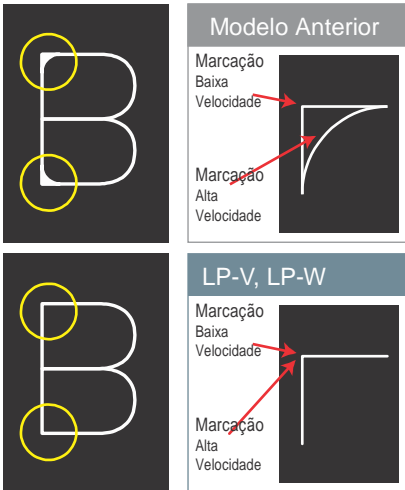 B
Modelo Anterior
Marcação
Baixa
Velocidade
Marcação
Alta
Velocidade
B
LP-V, LP-W
Marcação
Baixa
Velocidade
Marcação
Alta
Velocidade